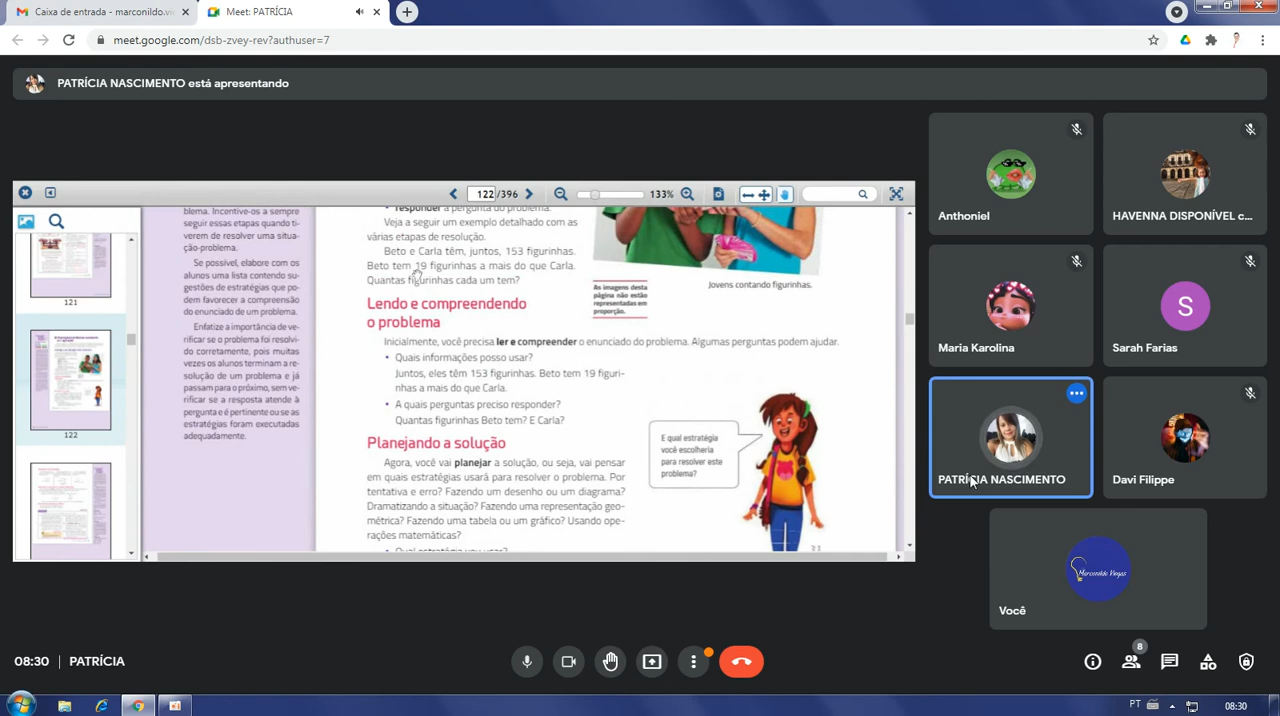 Caixa de entrada - marconildo.vi
Meet: PATRÍCIA
meet.google.com/dsb-zvey-rev?authuser=7
PATRÍCIA NASCIMENTO está apresentando
122 /396
133%
121
122
blema. Incentive-os a sempre
seguir essas etapas quando ti-
verem de resolver uma situa-
ção-problema.
Se possível, elabore com os
alunos uma lista contendo su-
gestões de estratégias que po-
dem favorecer a compreensão
do enunciado de um problema.
Enfatize a importância de ve-
rificar se o problema foi resolvi-
do corretamente, pois muitas
vezes os alunos terminam a re-
solução de um problema e já
passam para o próximo, sem ve-
rificar se a resposta atende à
pergunta e é pertinente ou se as
estratégias foram executadas
adequadamente.
• responder a pergunta do problema.
Veja a seguir um exemplo detalhado com as
várias etapas de resolução.
Beto e Carla têm, juntos, 153 figurinhas.
Beto tem 19 figurinhas a mais do que Carla.
Quantas figurinhas cada um tem?
Lendo e compreendendo
o problema
As imagens desta
página não estão
representadas em
proporção.
Jovens contando figurinhas.
Inicialmente, você precisa ler e compreender o enunciado do problema. Algumas perguntas podem ajudar.
• Quais informações posso usar?
Juntos, eles têm 153 figurinhas. Beto tem 19 figuri-
nhas a mais do que Carla.
• A quais perguntas preciso responder?
Quantas figurinhas Beto tem? E Carla?
Planejando a solução
Agora, você vai planejar a solução, ou seja, vai pensar
em quais estratégias usará para resolver o problema. Por
tentativa e erro? Fazendo um desenho ou um diagrama?
Dramatizando a situação? Fazendo uma representação geo-
métrica? Fazendo uma tabela ou um gráfico? Usando ope-
rações matemáticas?
• Qual estratégia vou usar?
E qual estratégia
você escolheria
para resolver este
problema?
Anthoniel
HAVENNA DISPONÍVEL c...
Maria Karolina
S
Sarah Farias
PATRÍCIA NASCIMENTO
Davi Filippe
Marconildo Viegas
Você
08:30 | PATRÍCIA
8
PT
08:30